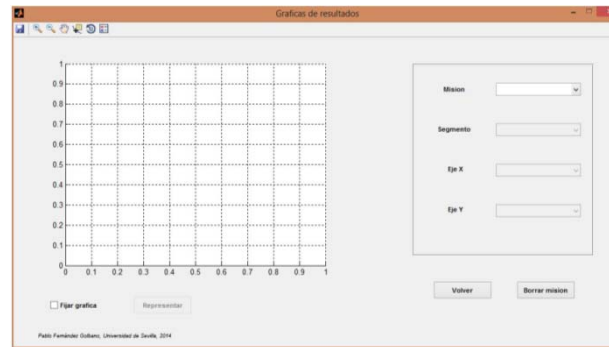 Graficas de resultados
1
0.9
0.8
0.7
0.6
0.5
0.4
0.3
0.2
0.1
0
0 0.1 0.2 0.3 0.4 0.5 0.6 0.7 0.8 0.9 1
Mision
Segmento
Eje X
Eje Y
Fijar grafica
Representar
Volver
Borrar mision
Pablo Fernández Golbano, Universidad de Sevilla, 2014